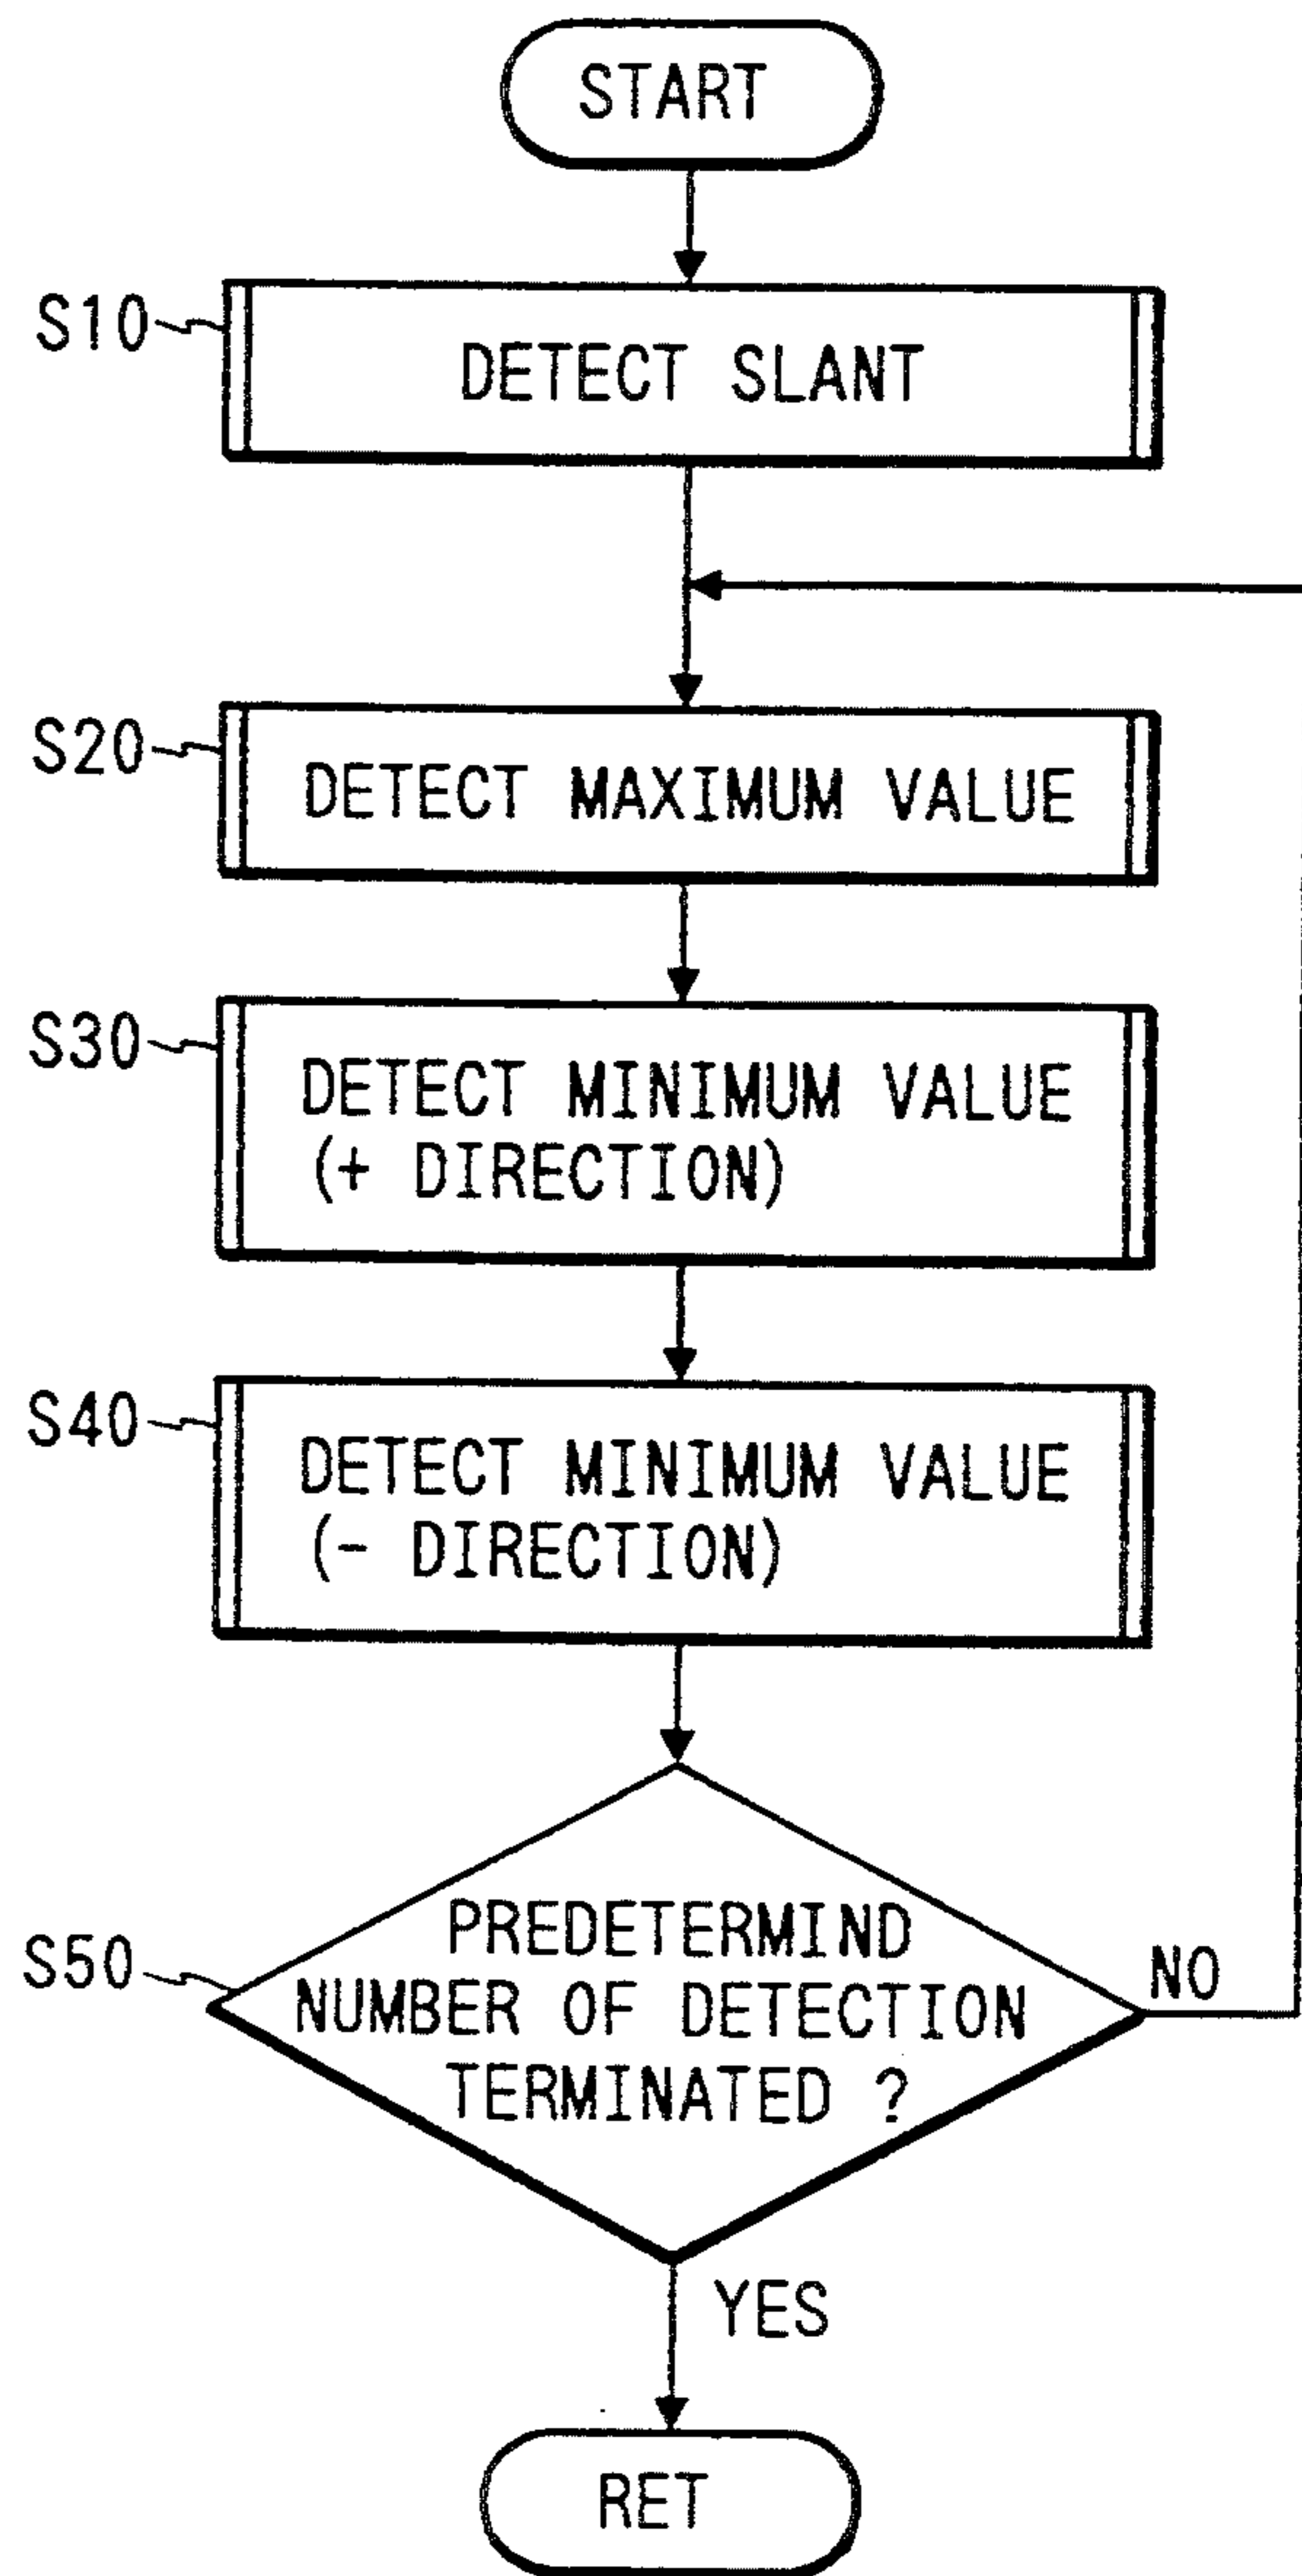 START
S10
DETECT SLANT
S20
DETECT MAXIMUM VALUE
S30
DETECT MINIMUM VALUE
(+ DIRECTION)
S40
DETECT MINIMUM VALUE
(- DIRECTION)
S50
PREDETERMIND
NUMBER OF DETECTION
TERMINATED ?
NO
YES
RET